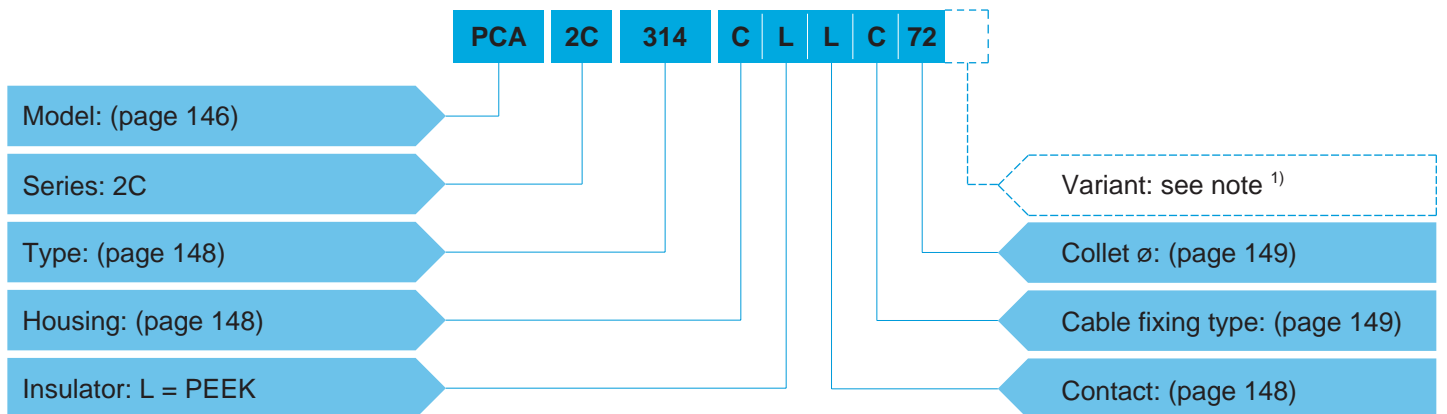 PCA 2C 314 C L L C 72
Model: (page 146)
Series: 2C
Variant: see note 1)
Type: (page 148)
Collet ø: (page 149)
Housing: (page 148)
Cable fixing type: (page 149)
Insulator: L = PEEK
Contact: (page 148)